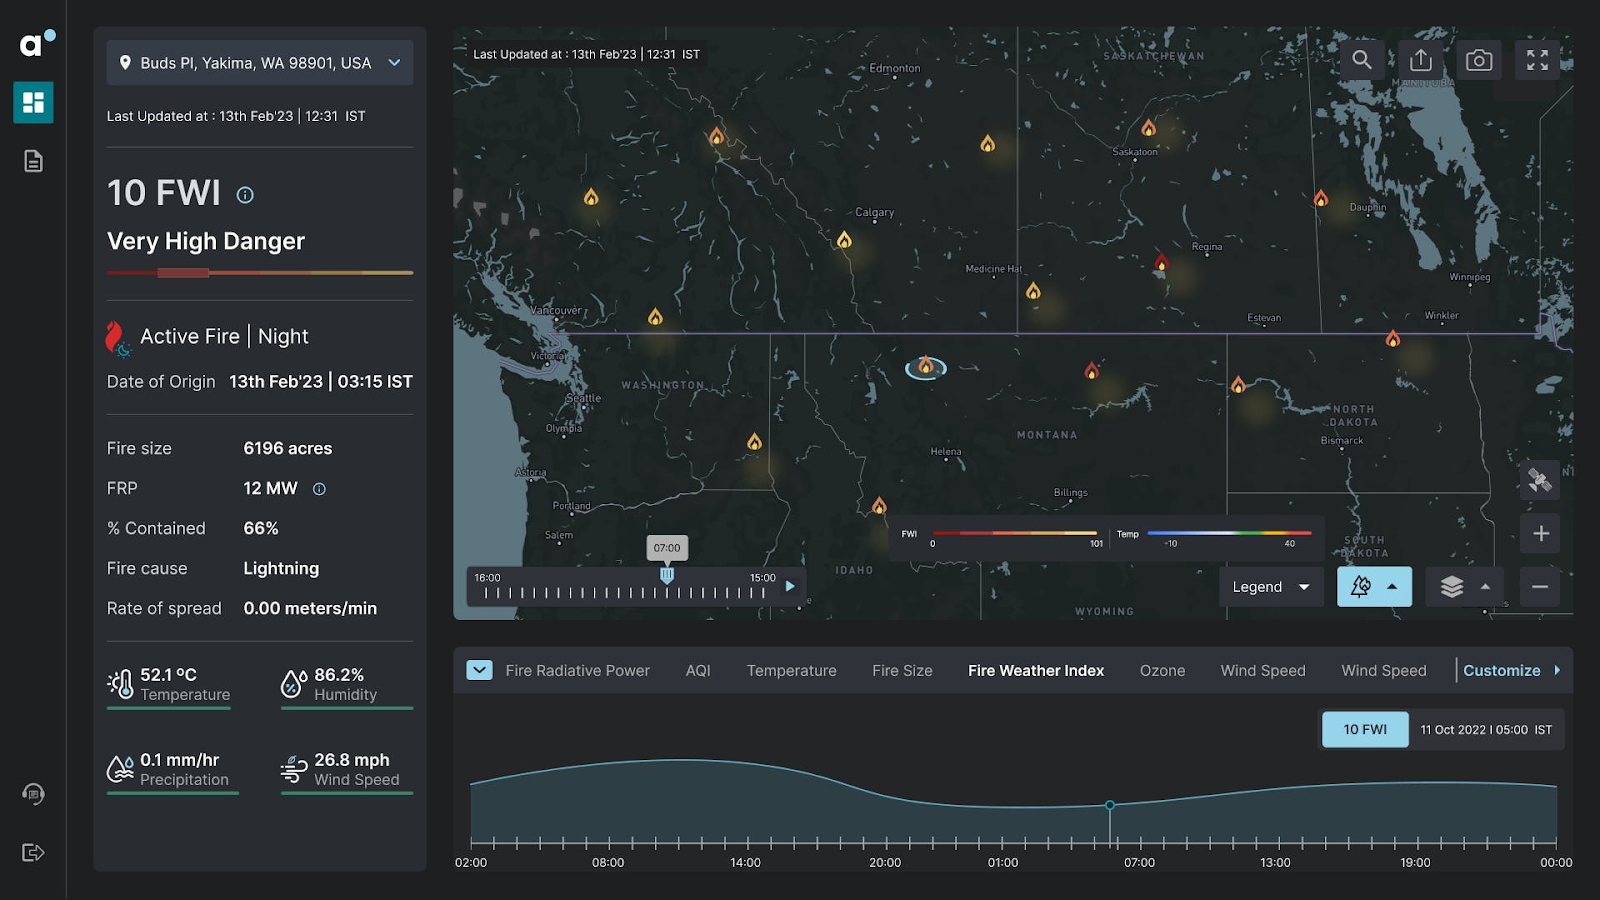 a
Buds Pl, Yakima, WA 98901, USA
Last Updated at : 13th Feb'23 | 12:31 IST
10 FWI
Very High Danger
Active Fire | Night
Date of Origin 13th Feb'23 | 03:15 IST
Fire size 6196 acres
FRP 12 MW
% Contained 66%
Fire cause Lightning
Rate of spread 0.00 meters/min
52.1 ºC
Temperature
86.2%
Humidity
0.1 mm/hr
Precipitation
26.8 mph
Wind Speed
Last Updated at : 13th Feb'23 | 12:31 IST
SASKATCHEWAN
Edmonton
MANITOBA
Saskatoon
Calgary
Dauphin
Regina
Medicine Hat
Winnipeg
Vancouver
Estevan
Winkler
Victoria
WASHINGTON
Seattle
NORTH
DAKOTA
Olympia
MONTANA
Bismarck
Helena
Astoria
Billings
Portland
Salem
FWI
0
101
Temp
-10
40
SOUTH
DAKOTA
07:00
IDAHO
16:00
15:00
Legend
WYOMING
Fire Radiative Power
AQI
Temperature
Fire Size
Fire Weather Index
Ozone
Wind Speed
Wind Speed
Customize
10 FWI
11 Oct 2022 I 05:00 IST
02:00
08:00
14:00
20:00
01:00
07:00
13:00
19:00
00:00